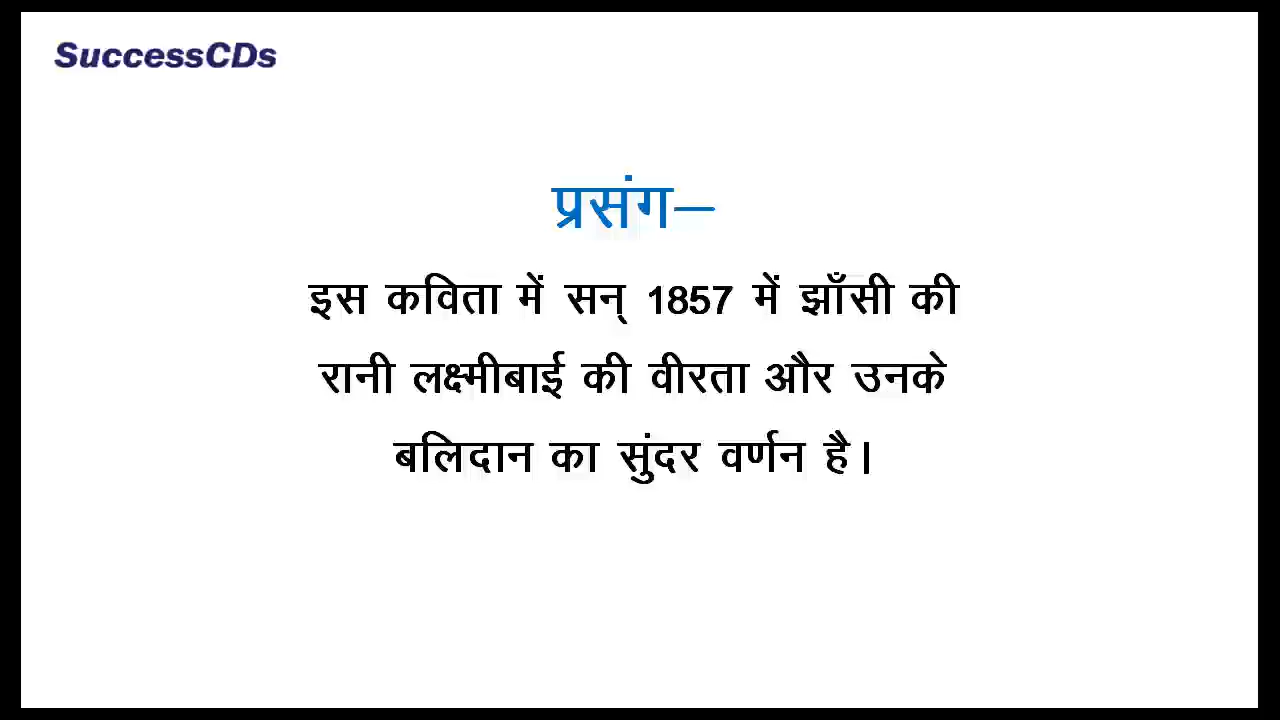 SuccessCDs
प्रसंग–
इस कविता में सन् 1857 में झाँसी की
रानी लक्ष्मीबाई की वीरता और उनके
बलिदान का सुंदर वर्णन है।